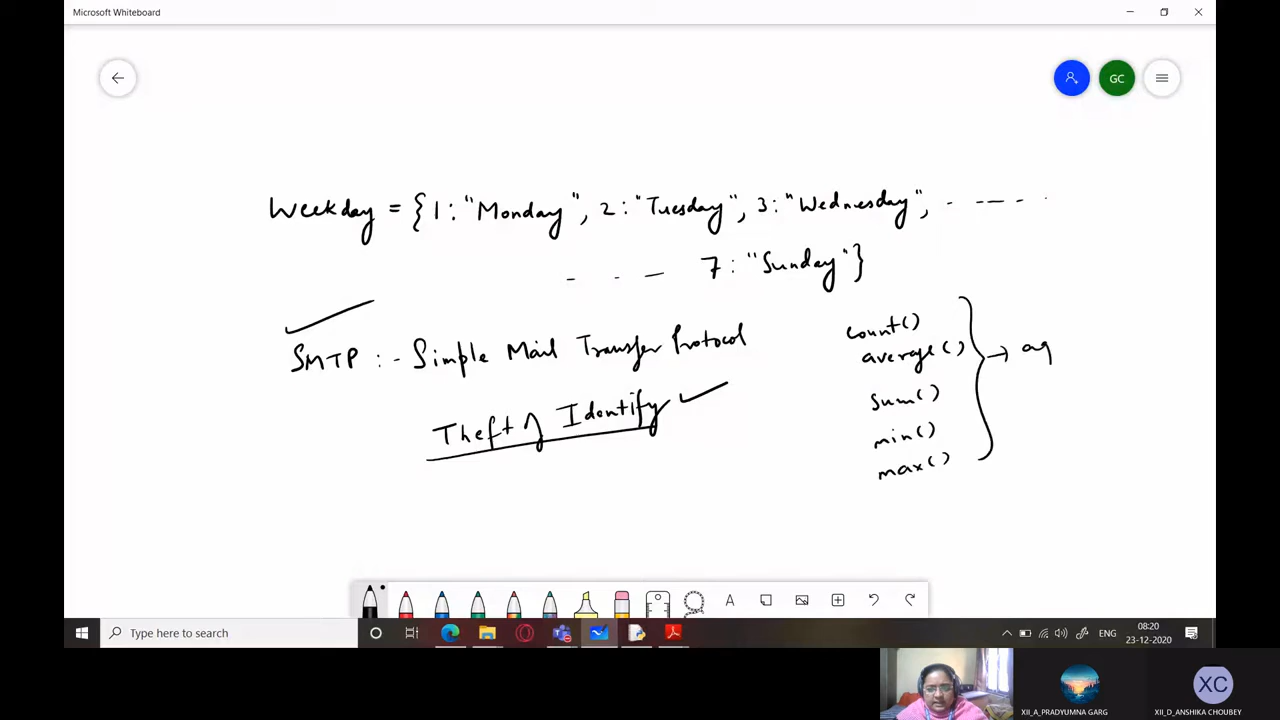 Microsoft Whiteboard
GC
Weekday = {1: "Monday", 2: "Tuesday", 3: "Wednesday", - -- - -
- - - 7: "Sunday"}
SMTP :- Simple Mail Transfer Protocol
Theft of Identify
count()
average()
sum()
min()
max()
→ ag
A
Type here to search
ENG
08:20
23-12-2020
XC
XII_A_PRADYUMNA GARG
XII_D_ANSHIKA CHOUBEY